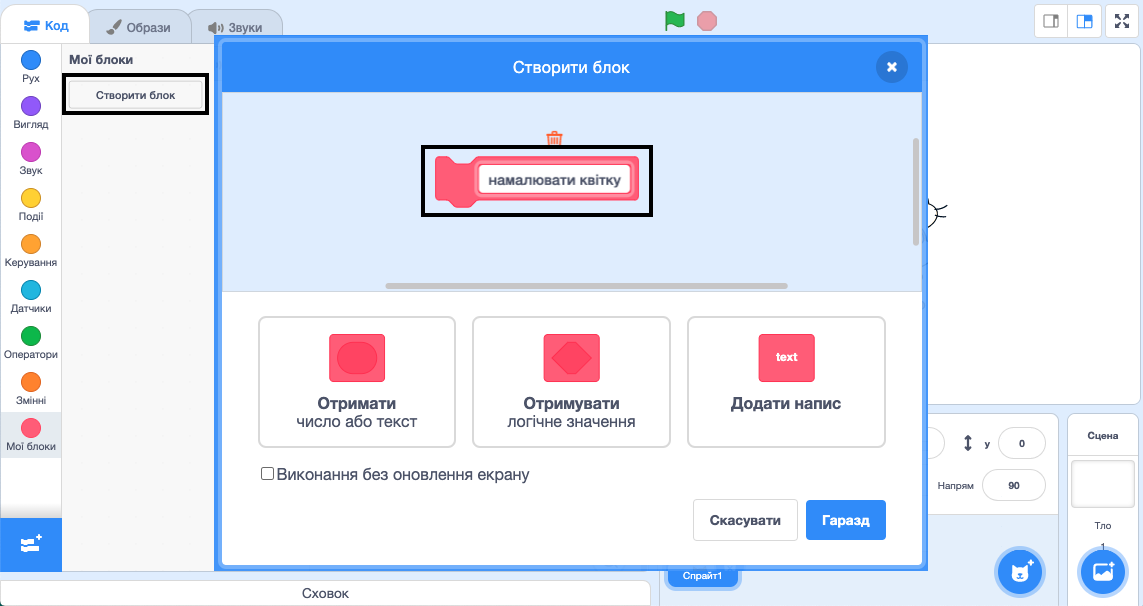 Код
Образи
Звуки
Рух
Вигляд
Звук
Події
Керування
Датчики
Оператори
Змінні
Мої блоки
Мої блоки
Створити блок
Створити блок
намалювати квітку
Отримати
число або текст
Отримувати
логічне значення
text
Додати напис
Виконання без оновлення екрану
Скасувати
Гаразд
у
0
Напрям
90
Сцена
Тло
1
Спрайт1
Сховок